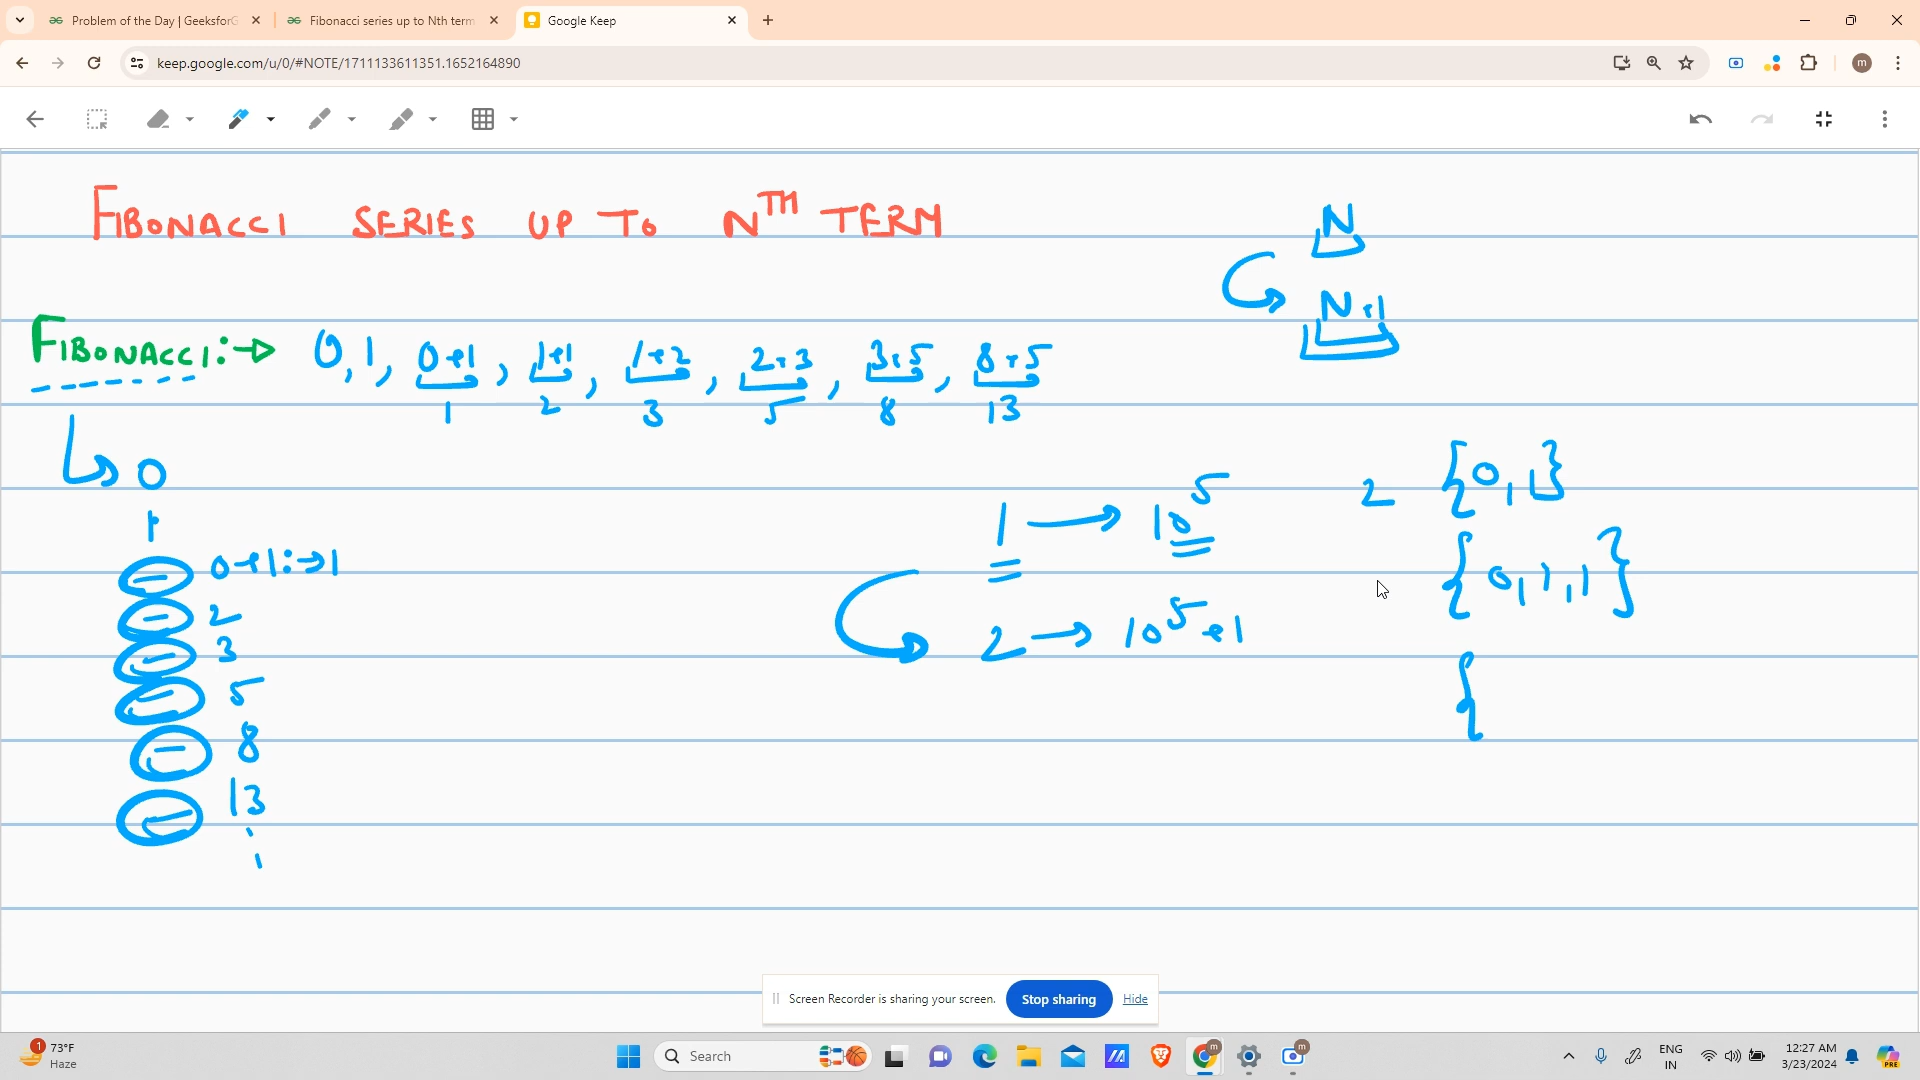 Problem of the Day | GeeksforG
Fibonacci series up to Nth term
Google Keep
keep.google.com/u/0/#NOTE/1711133611351.1652164890
m
FIBONACCI SERIES UP TO NTH TERM
N
N+1
FIBONACCI:→ 0, 1, 0+1, 1+1, 1+2, 2+3, 3+5, 8+5
1 2 3 5 8 13
0
1
0+1:→1
2
3
5
8
13
1 → 10^5
2 → 10^5+1
2 {0,1}
{0,1,1}
{
Screen Recorder is sharing your screen. Stop sharing Hide
1
73°F
Haze
Search
m
m
PRE
ENG
IN
12:27 AM
3/23/2024